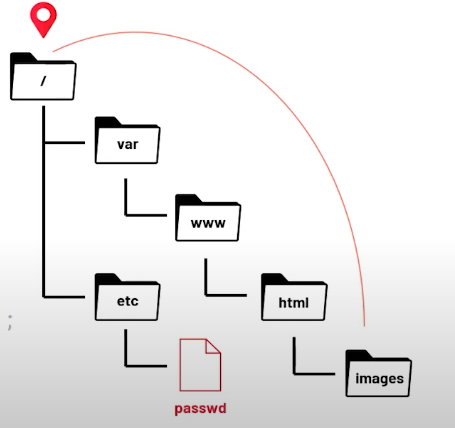 /
var
www
etc
html
;
images
passwd